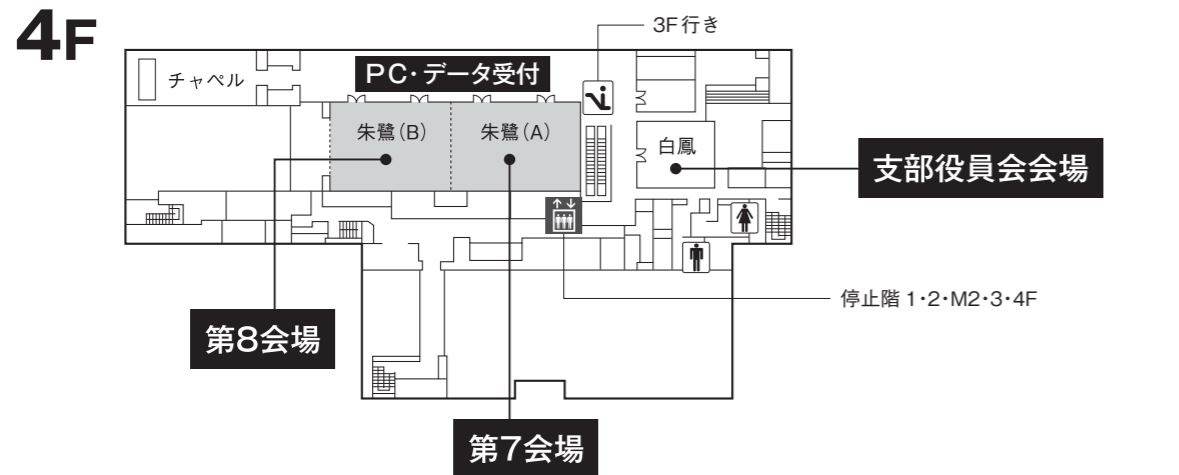 4F
3F行き
チャペル
PC・データ受付
朱鷺(B)
朱鷺(A)
白鳳
支部役員会会場
停止階 1・2・M2・3・4F
第8会場
第7会場